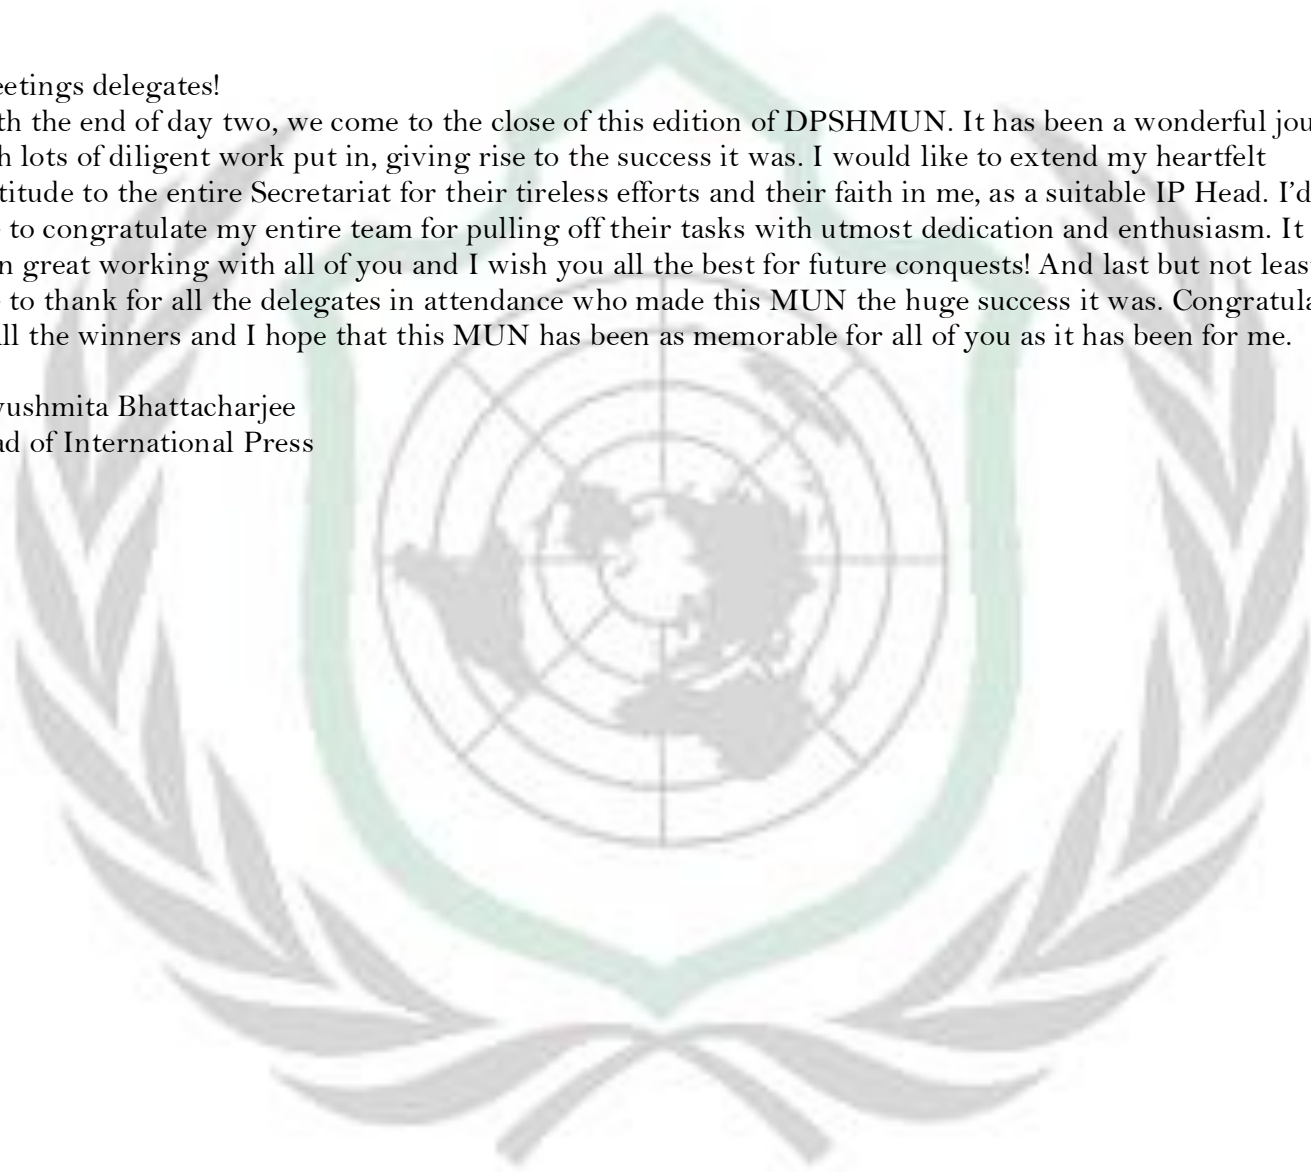 eetings delegates!
th the end of day two, we come to the close of this edition of DPSHMUN. It has been a wonderful jou
h lots of diligent work put in, giving rise to the success it was. I would like to extend my heartfelt
titude to the entire Secretariat for their tireless efforts and their faith in me, as a suitable IP Head. I’d
e to congratulate my entire team for pulling off their tasks with utmost dedication and enthusiasm. It
n great working with all of you and I wish you all the best for future conquests! And last but not leas
e to thank for all the delegates in attendance who made this MUN the huge success it was. Congratula
ll the winners and I hope that this MUN has been as memorable for all of you as it has been for me.
yushmita Bhattacharjee
ad of International Press